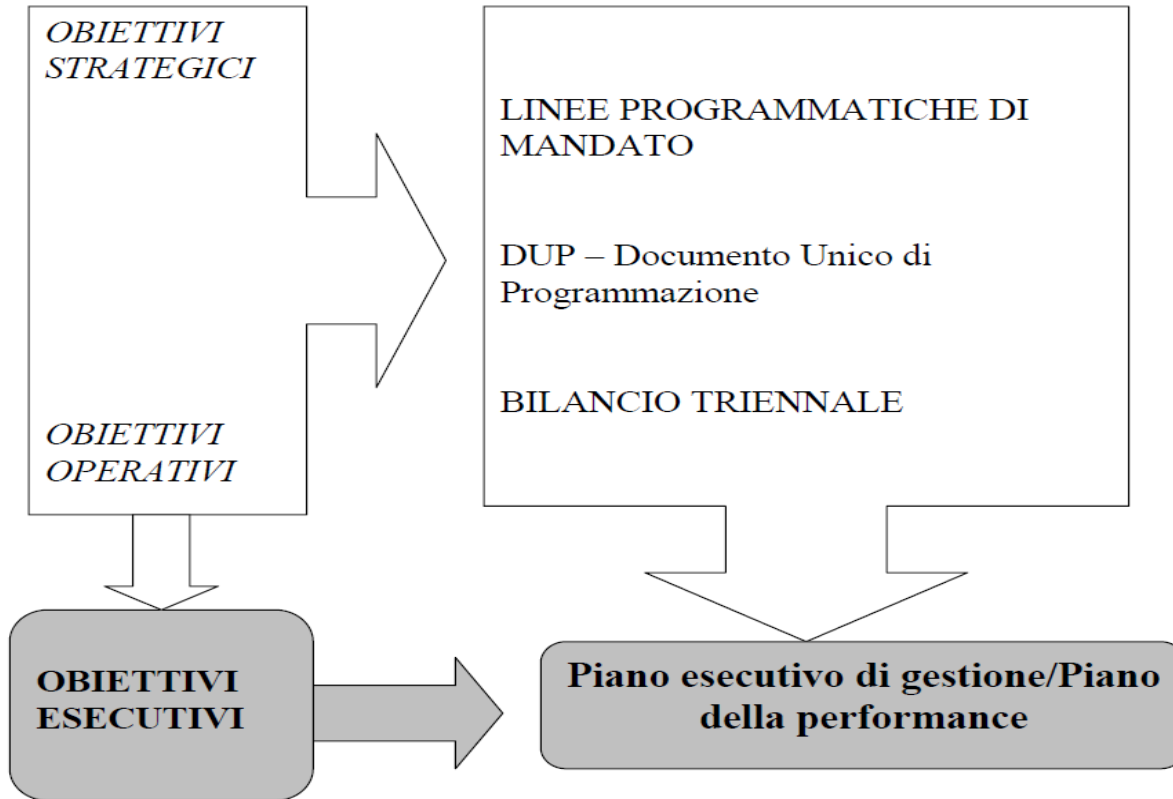 OBIETTIVI
STRATEGICI
OBIETTIVI
OPERATIVI
LINEE PROGRAMMATICHE DI
MANDATO
DUP – Documento Unico di
Programmazione
BILANCIO TRIENNALE
OBIETTIVI
ESECUTIVI
Piano esecutivo di gestione/Piano
della performance